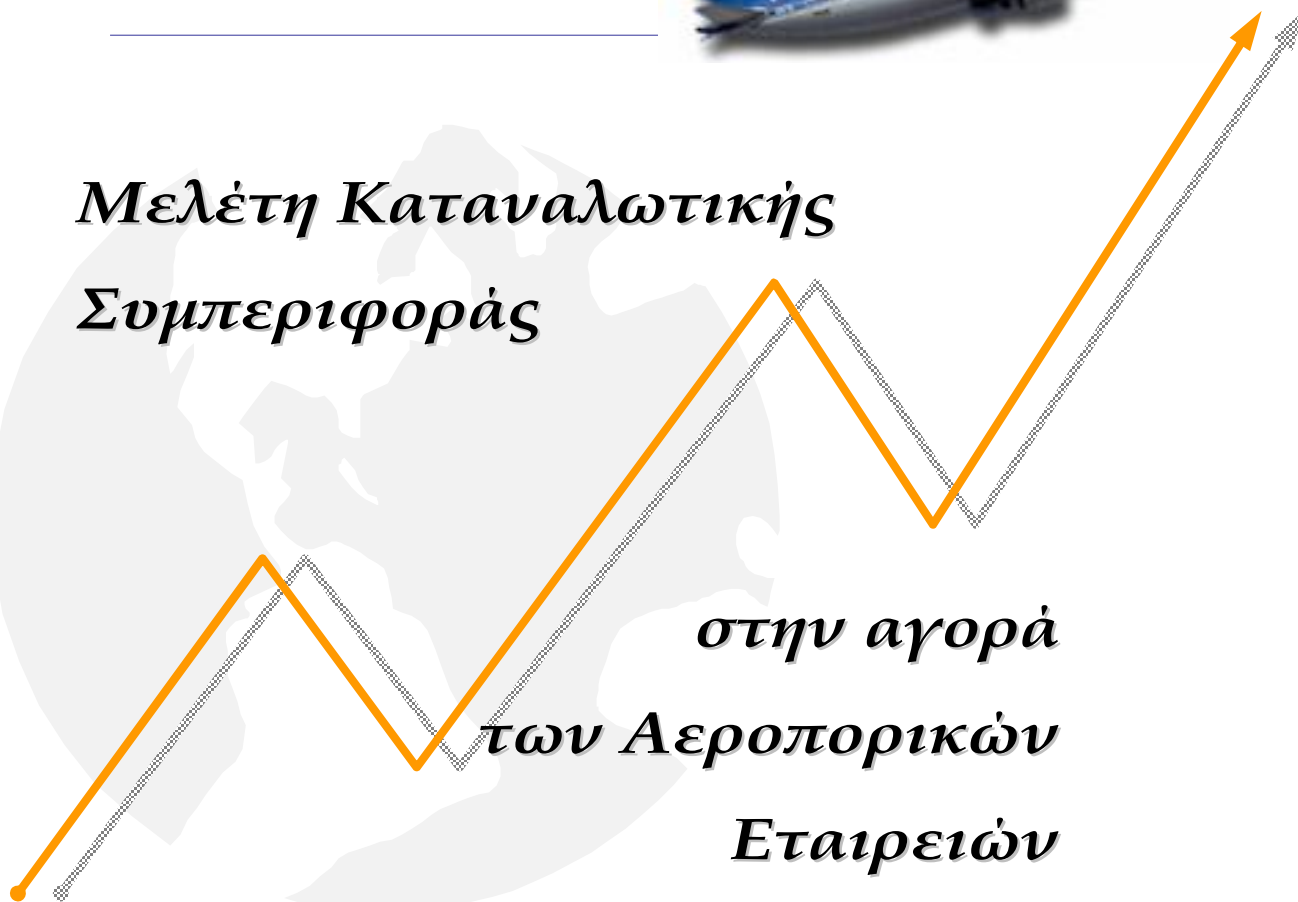 Μελέτη Καταναλωτικής
Συμπεριφοράς
στην αγορά
των Αεροπορικών
Εταιρειών